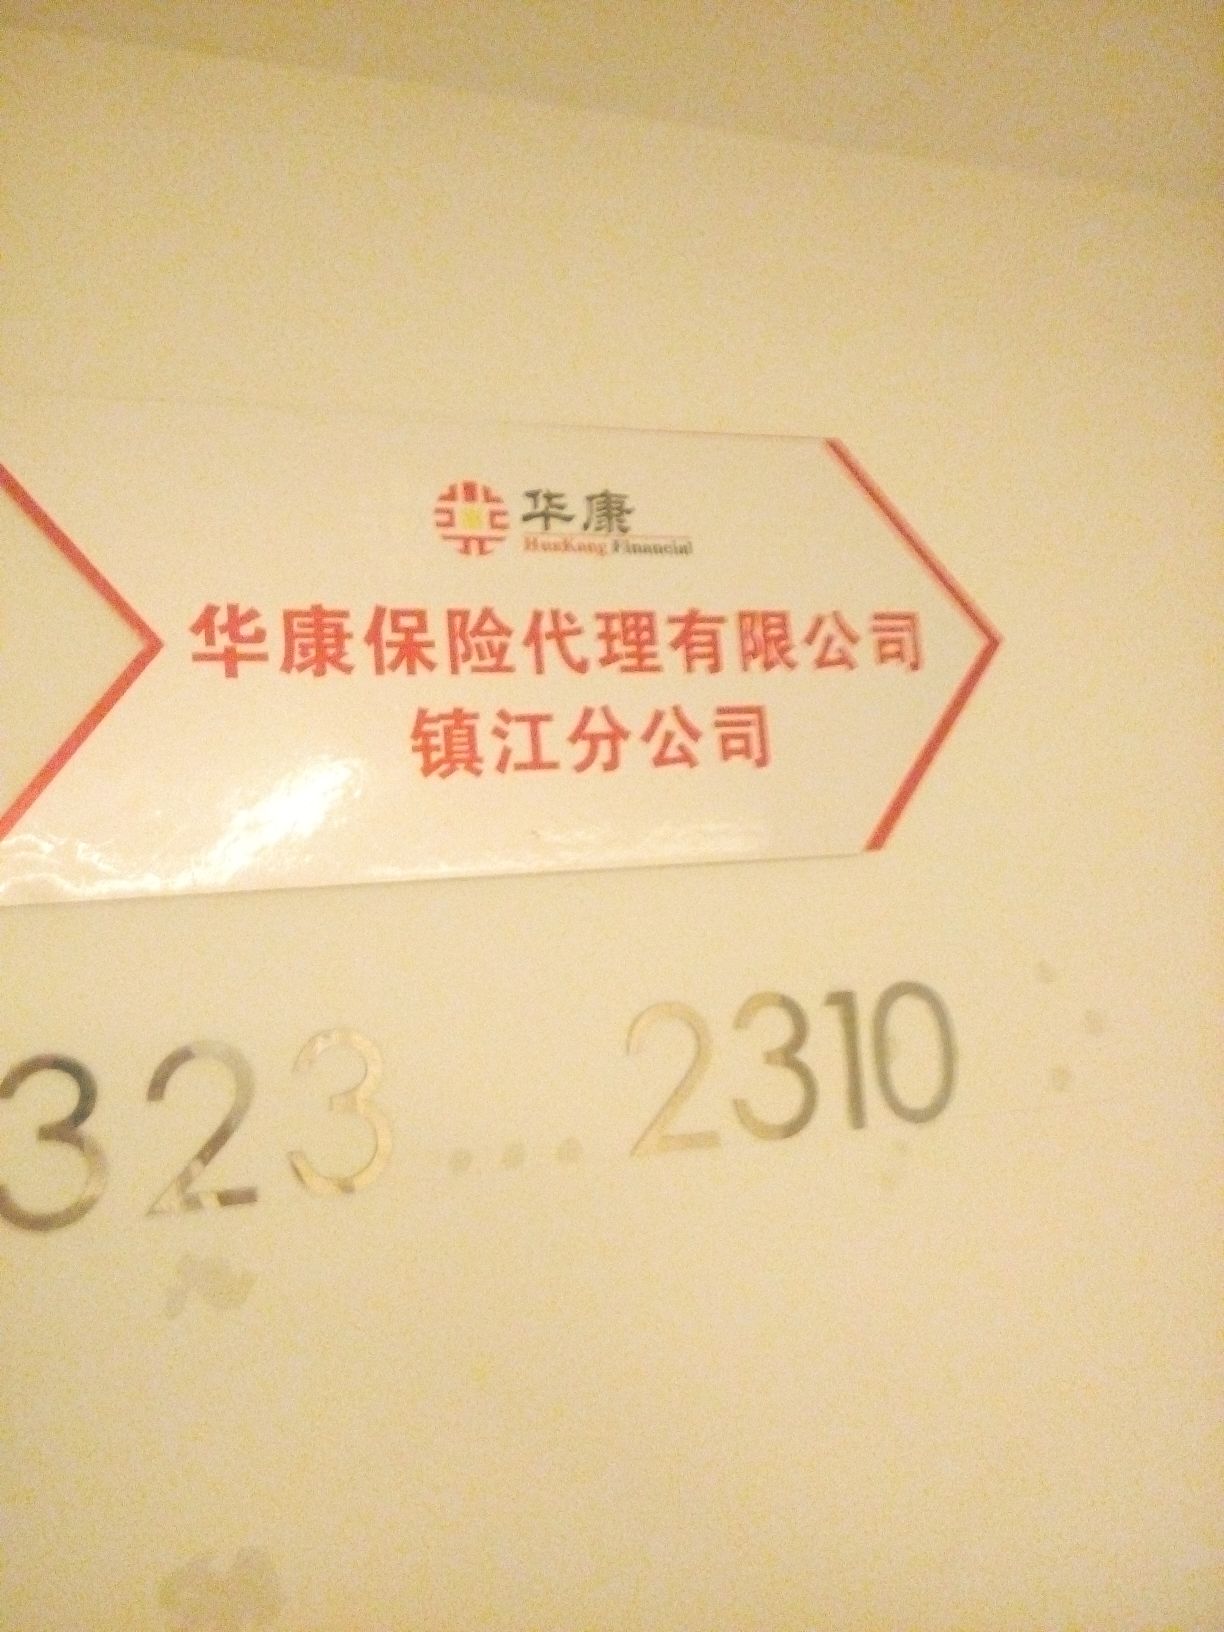 华康
HuaKang Financial
华康保险代理有限公司
镇江分公司
323...2310